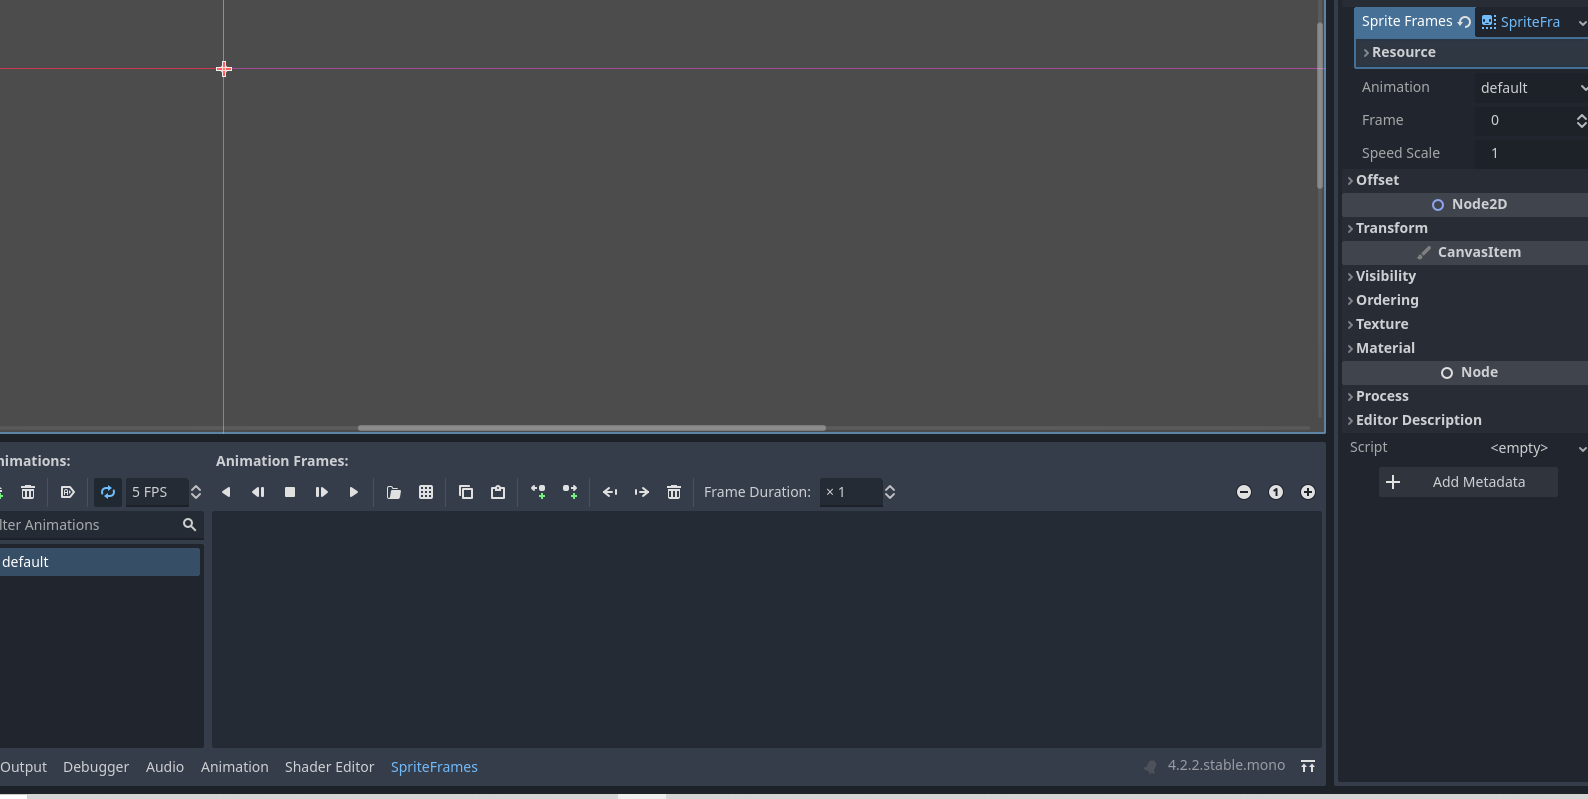 Sprite Frames SpriteFra
Resource
Animation default
Frame 0
Speed Scale 1
Offset
Node2D
Transform
CanvasItem
Visibility
Ordering
Texture
Material
Node
Process
Editor Description
Script <empty>
Add Metadata
nimations: Animation Frames:
5 FPS Frame Duration: × 1 1
lter Animations
default
Output Debugger Audio Animation Shader Editor SpriteFrames 4.2.2.stable.mono